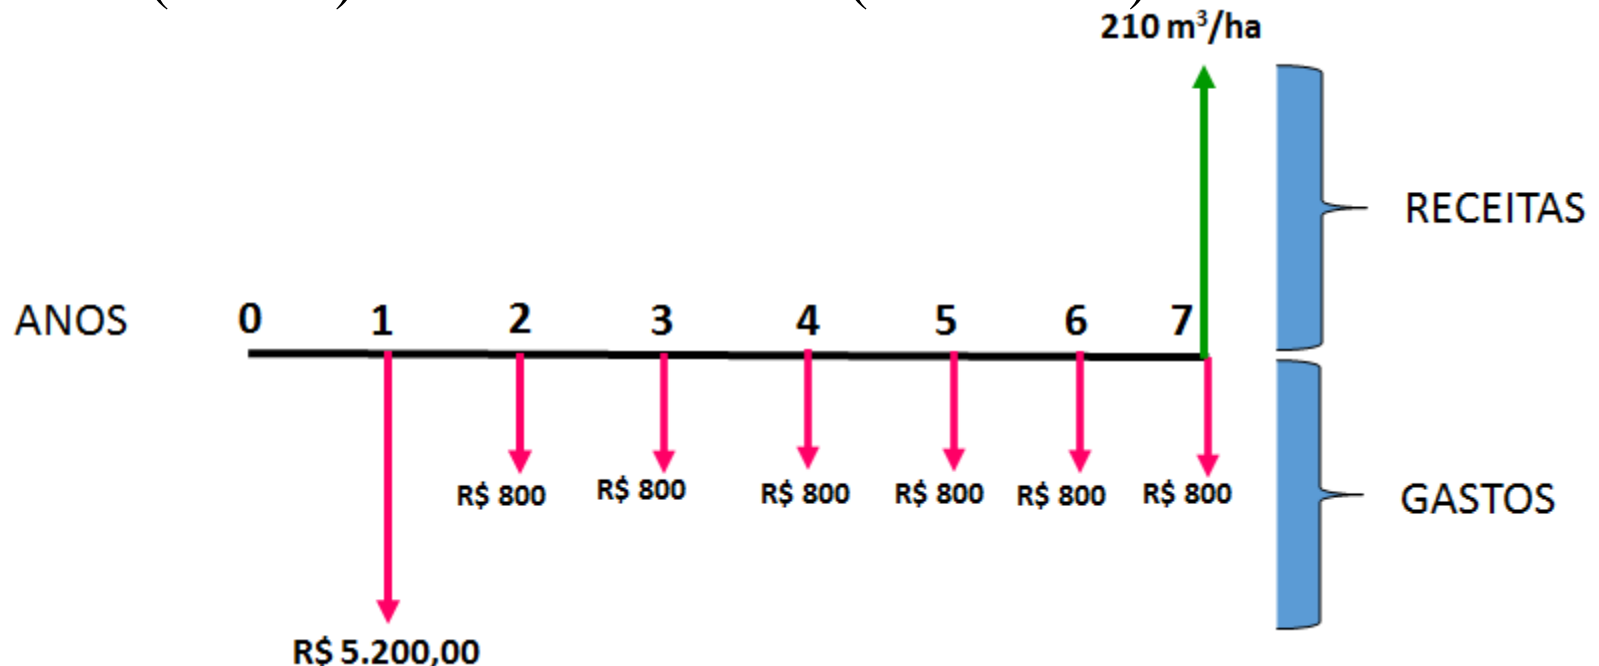 210 m³/ha
RECEITAS
ANOS 0 1 2 3 4 5 6 7
R$ 800 R$ 800 R$ 800 R$ 800 R$ 800 R$ 800
GASTOS
R$ 5.200,00